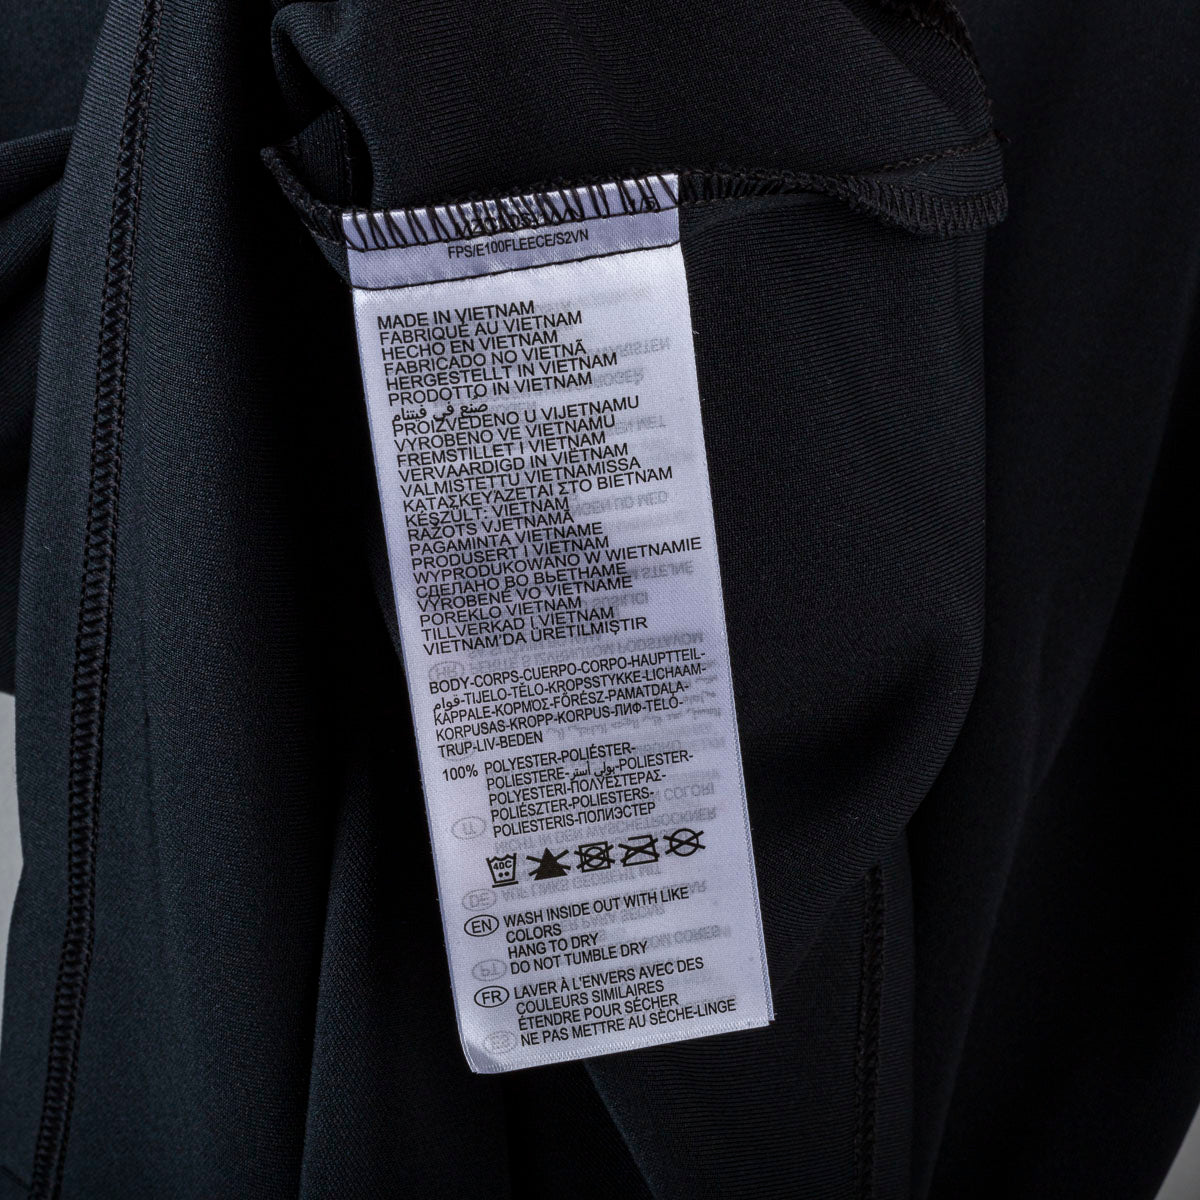 FPS/E100FLEECE/S2VN
MADE IN VIETNAM
FABRIQUÉ AU VIETNAM
HECHO EN VIETNAM
FABRICADO NO VIETNÃ
HERGESTELLT IN VIETNAM
PRODOTTO IN VIETNAM
صنع في فيتنام
PROIZVEDENO U VIJETNAMU
VYROBENO VE VIETNAMU
FREMSTILLET I VIETNAM
VERVAARDIGD IN VIETNAM
VALMISTETTU VIETNAMISSA
ΚΑΤΑΣΚΕΥΑΖΕΤΑΙ ΣΤΟ ΒΙΕΤΝΑΜ
KÉSZÜLT: VIETNAM
RAŽOTS VJETNAMĀ
PAGAMINTA VIETNAME
PRODUSERT I VIETNAM
WYPRODUKOWANO W WIETNAMIE
СДЕЛАНО ВО ВЬЕТНАМЕ
VYROBENÉ VO VIETNAME
POREKLO VIETNAM
TILLVERKAD I VIETNAM
VIETNAM'DA ÜRETİLMİŞTİR
BODY-CORPS-CUERPO-CORPO-HAUPTTEIL-
قوام-TIJELO-TĚLO-KROPSSTYKKE-LICHAAM-
KAPPALE-ΚΟΡΜΟΣ-FŐRÉSZ-PAMATDALA-
KORPUSAS-KROPP-KORPUS-ЛИФ-TELO-
TRUP-LIV-BEDEN
100% POLYESTER-POLIÉSTER-
POLIESTERE-بولي أستر-POLIESTER-
POLYESTERI-ΠΟΛΥΕΣΤΕΡΑΣ-
POLIÉSZTER-POLIESTERS-
POLIESTERIS-ПОЛИЭСТЕР
40C
EN WASH INSIDE OUT WITH LIKE
COLORS
HANG TO DRY
DO NOT TUMBLE DRY
FR LAVER À L'ENVERS AVEC DES
COULEURS SIMILAIRES
ÉTENDRE POUR SÉCHER
NE PAS METTRE AU SÈCHE-LINGE